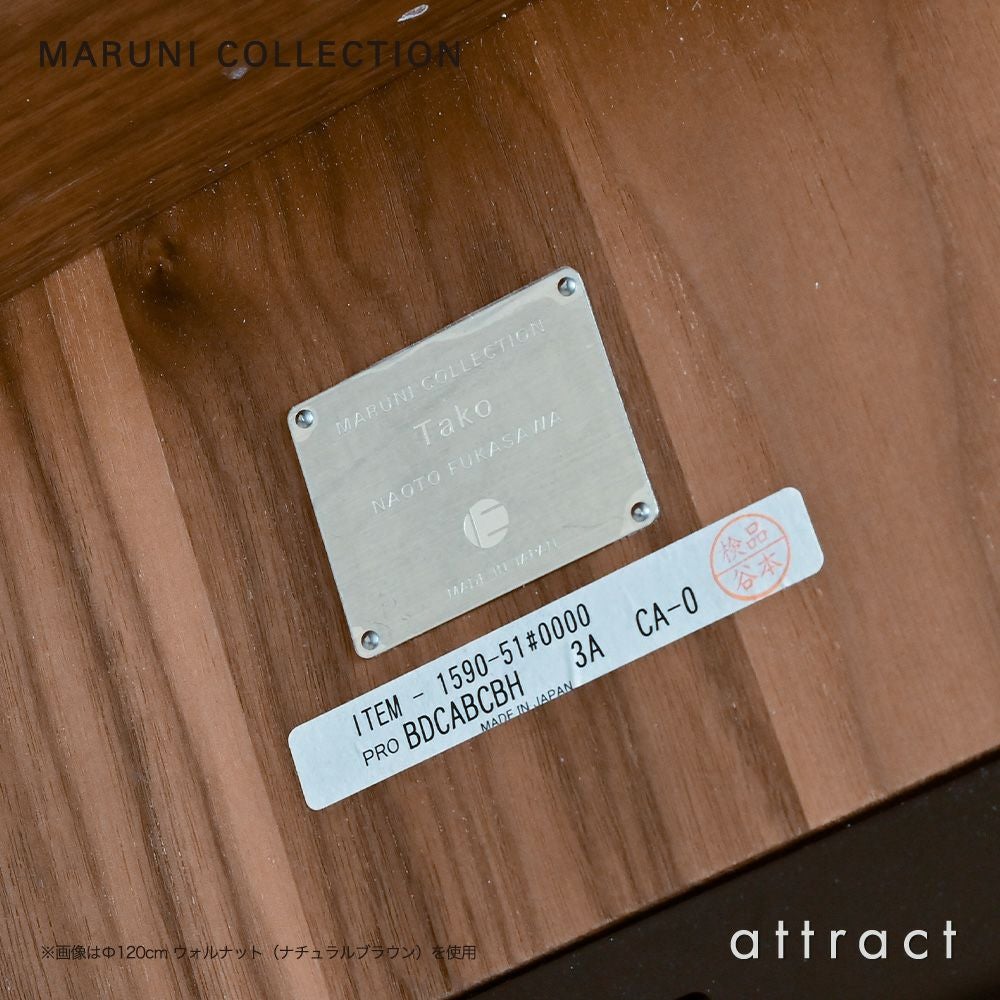 MARUNI COLLECTION
MARUNI COLLECTION
Tako
NAOTO FUKASAWA
MADE IN JAPAN
ITEM - 1590-51#0000
PRO BDCABCBH 3A CA-0
MADE IN JAPAN
検品
谷本
※画像はΦ120cm ウォルナット（ナチュラルブラウン）を使用
attract